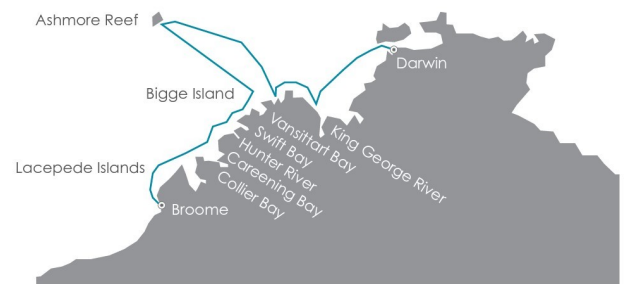 Ashmore Reef
Darwin
Bigge Island
King George River
Vansittart Bay
Swift Bay
Hunter River
Careening Bay
Collier Bay
Lacepede Islands
Broome